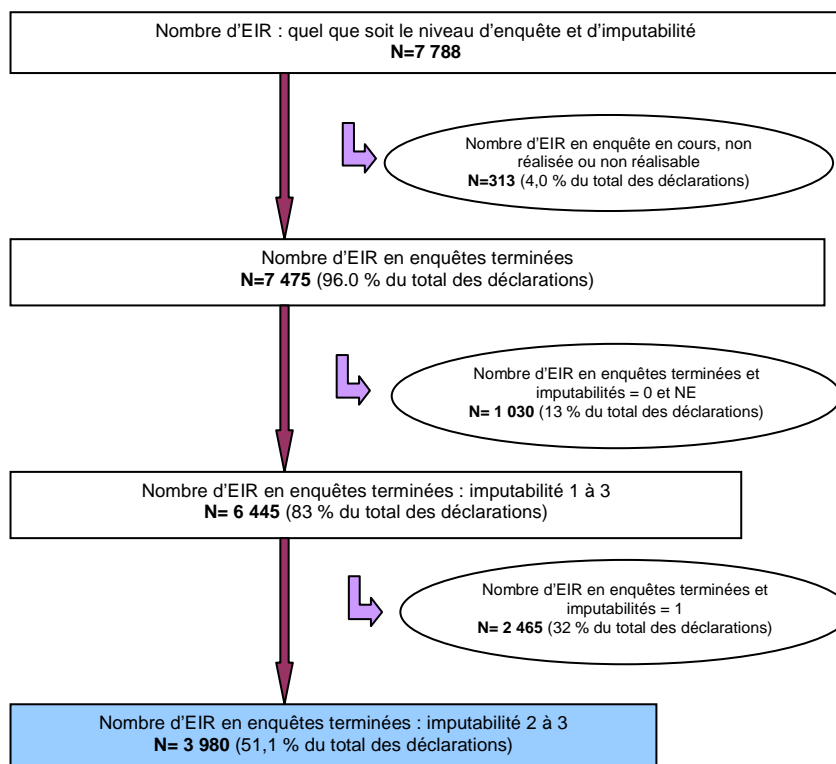 Nombre d'EIR : quel que soit le niveau d'enquête et d'imputabilité
N=7 788
Nombre d'EIR en enquête en cours, non
réalisée ou non réalisable
N=313 (4,0 % du total des déclarations)
Nombre d'EIR en enquêtes terminées
N=7 475 (96.0 % du total des déclarations)
Nombre d'EIR en enquêtes terminées et
imputabilités = 0 et NE
N= 1 030 (13 % du total des déclarations)
Nombre d'EIR en enquêtes terminées : imputabilité 1 à 3
N= 6 445 (83 % du total des déclarations)
Nombre d'EIR en enquêtes terminées et
imputabilités = 1
N= 2 465 (32 % du total des déclarations)
Nombre d'EIR en enquêtes terminées : imputabilité 2 à 3
N= 3 980 (51,1 % du total des déclarations)